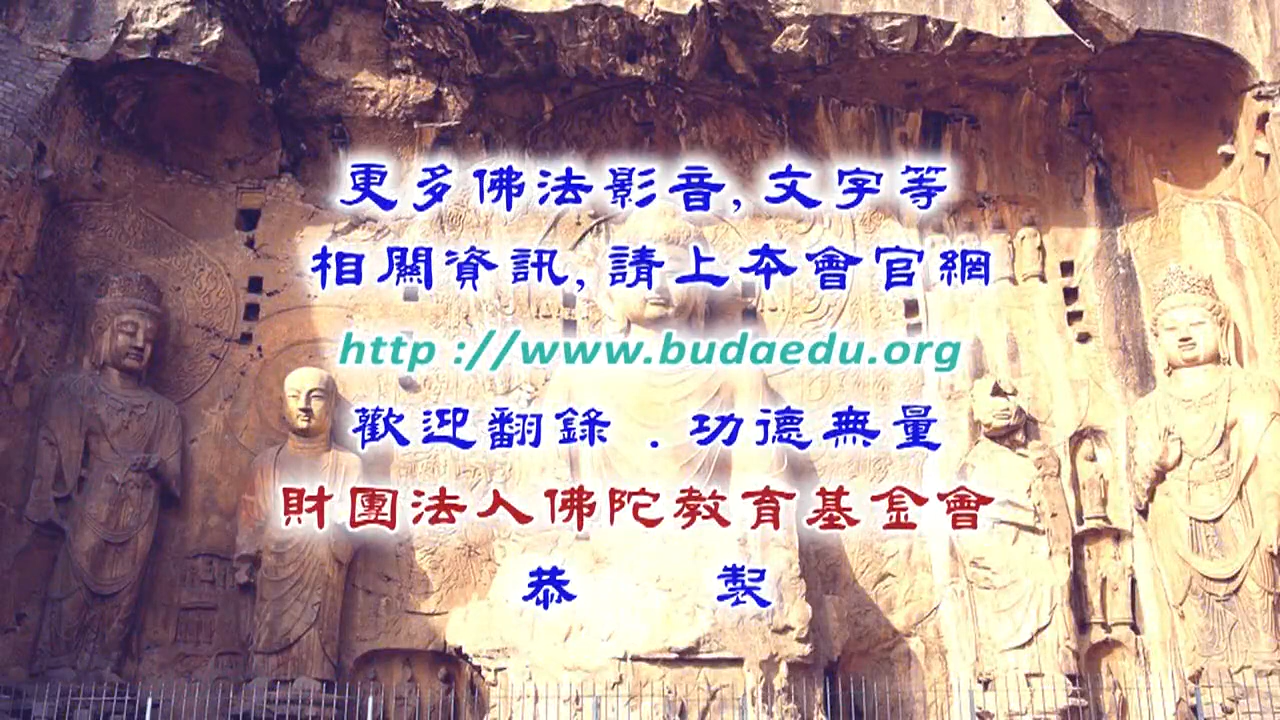 更多佛法影音,文字等
相關資訊,請上本會官網
http ://www.budaedu.org
歡迎翻錄 . 功德無量
財團法人佛陀教育基金會
恭 製